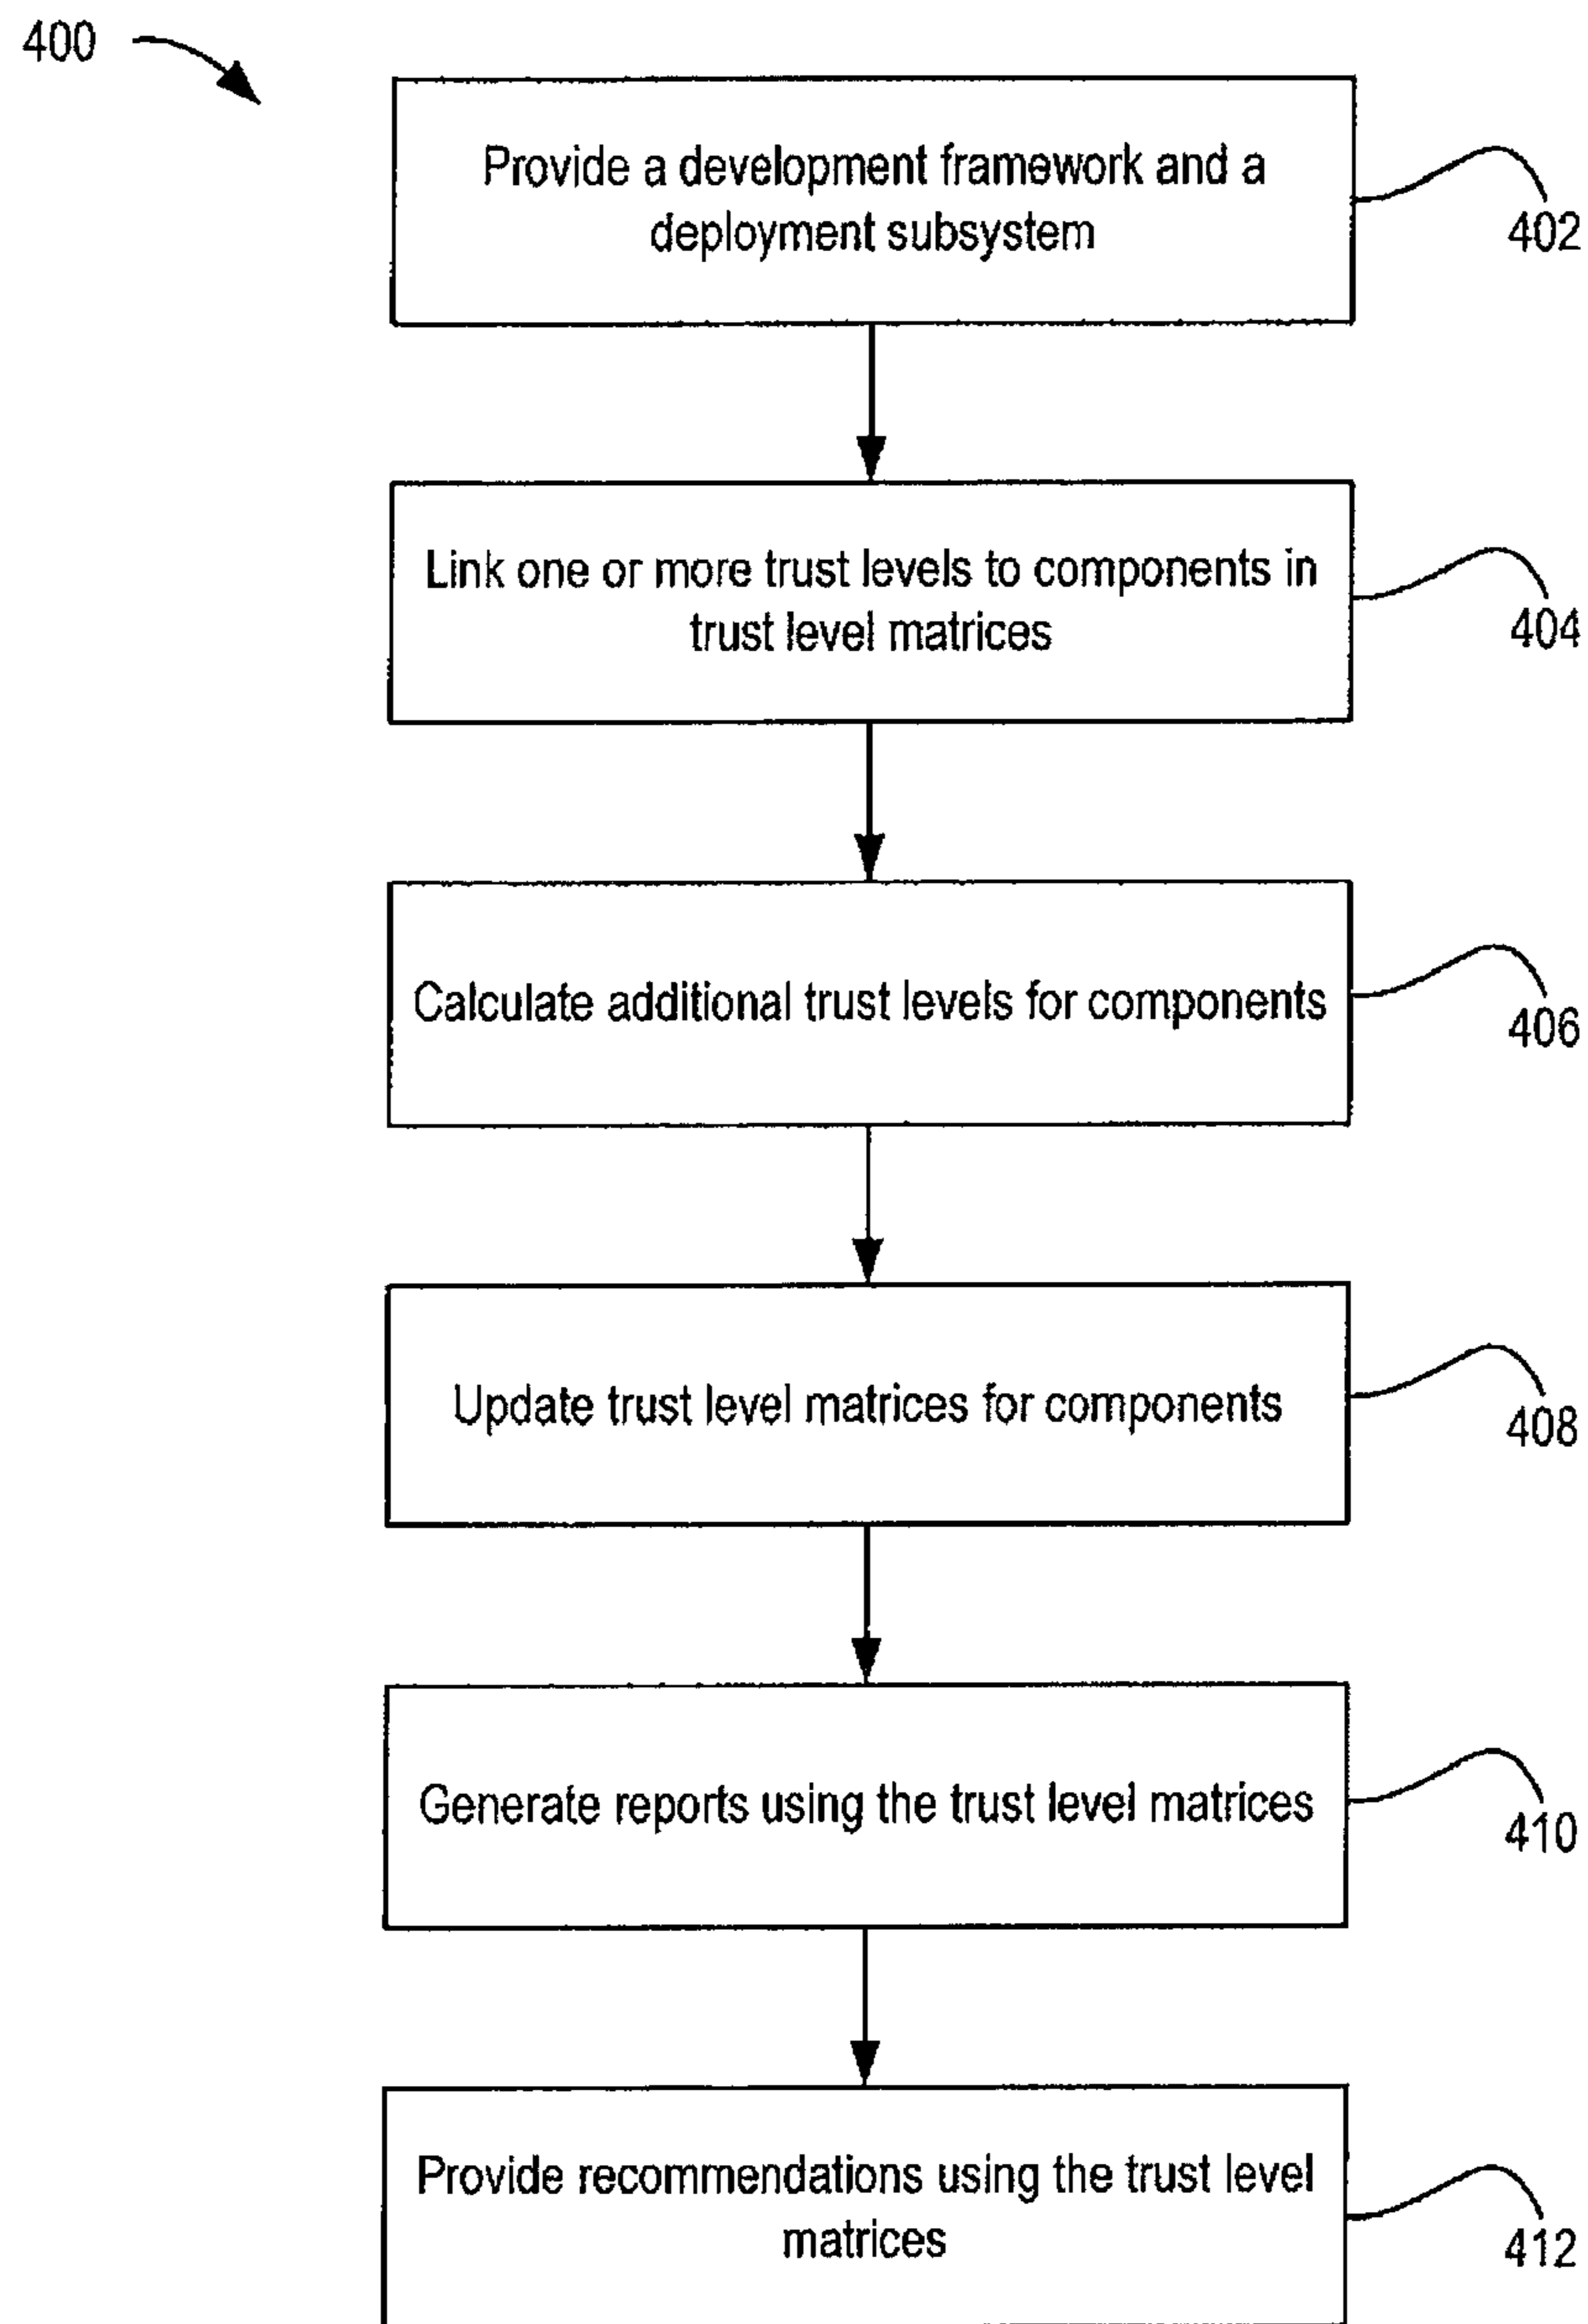 400
Provide a development framework and a
deployment subsystem
402
Link one or more trust levels to components in
trust level matrices
404
Calculate additional trust levels for components
406
Update trust level matrices for components
408
Generate reports using the trust level matrices
410
Provide recommendations using the trust level
matrices
412